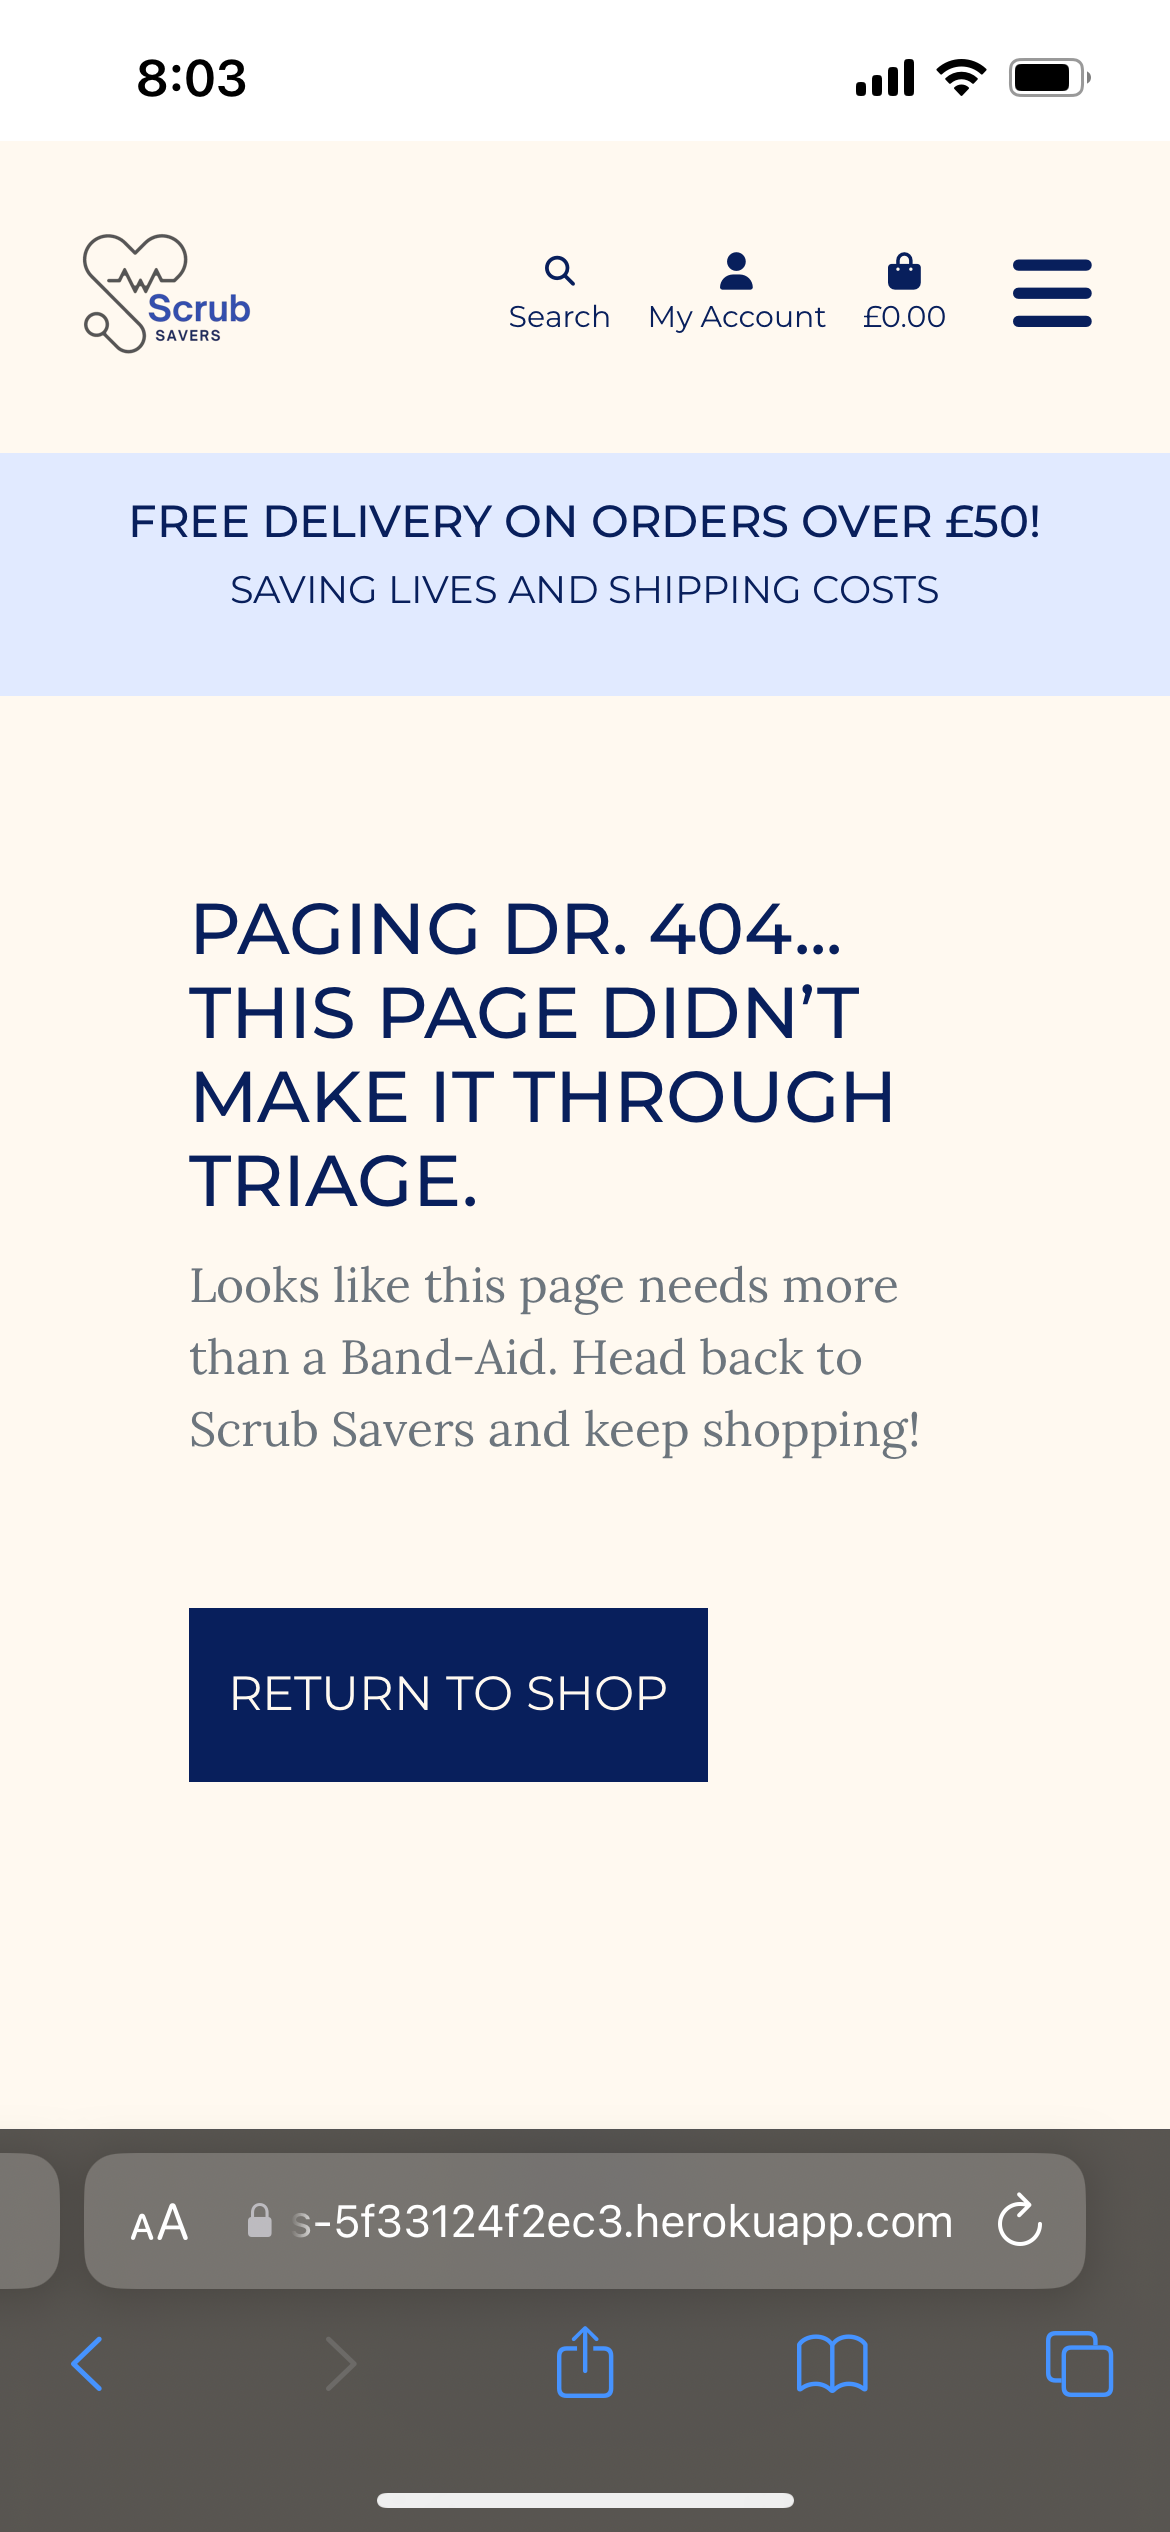 8:03
Scrub
SAVERS
Search
My Account
£0.00
FREE DELIVERY ON ORDERS OVER £50!
SAVING LIVES AND SHIPPING COSTS
PAGING DR. 404...
THIS PAGE DIDN’T
MAKE IT THROUGH
TRIAGE.
Looks like this page needs more
than a Band-Aid. Head back to
Scrub Savers and keep shopping!
RETURN TO SHOP
AA
s-5f33124f2ec3.herokuapp.com